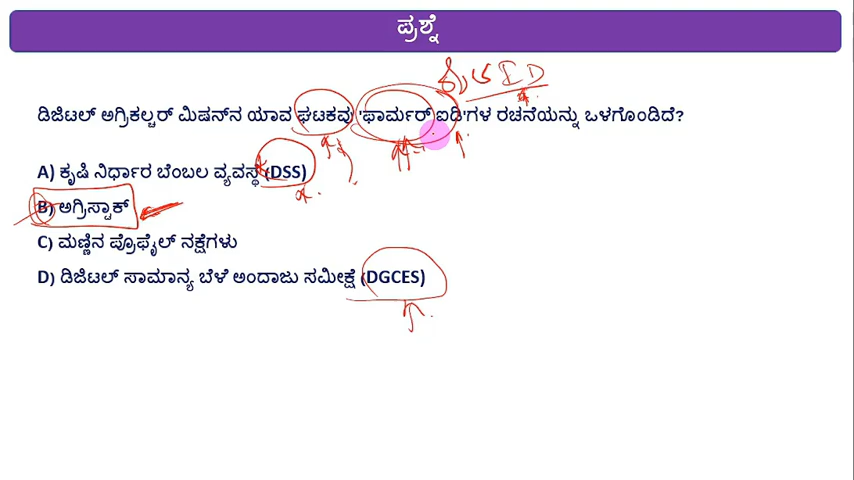 ಪ್ರಶ್ನೆ
ID
ಡಿಜಿಟಲ್ ಅಗ್ರಿಕಲ್ಚರ್ ಮಿಷನ್‌ನ ಯಾವ ಘಟಕವು 'ಫಾರ್ಮರ್ ಐಡಿ'ಗಳ ರಚನೆಯನ್ನು ಒಳಗೊಂಡಿದೆ?
A) ಕೃಷಿ ನಿರ್ಧಾರ ಬೆಂಬಲ ವ್ಯವಸ್ಥೆ (DSS)
B) ಅಗ್ರಿಸ್ಟಾಕ್
C) ಮಣ್ಣಿನ ಪ್ರೊಫೈಲ್ ನಕ್ಷೆಗಳು
D) ಡಿಜಿಟಲ್ ಸಾಮಾನ್ಯ ಬೆಳೆ ಅಂದಾಜು ಸಮೀಕ್ಷೆ (DGCES)